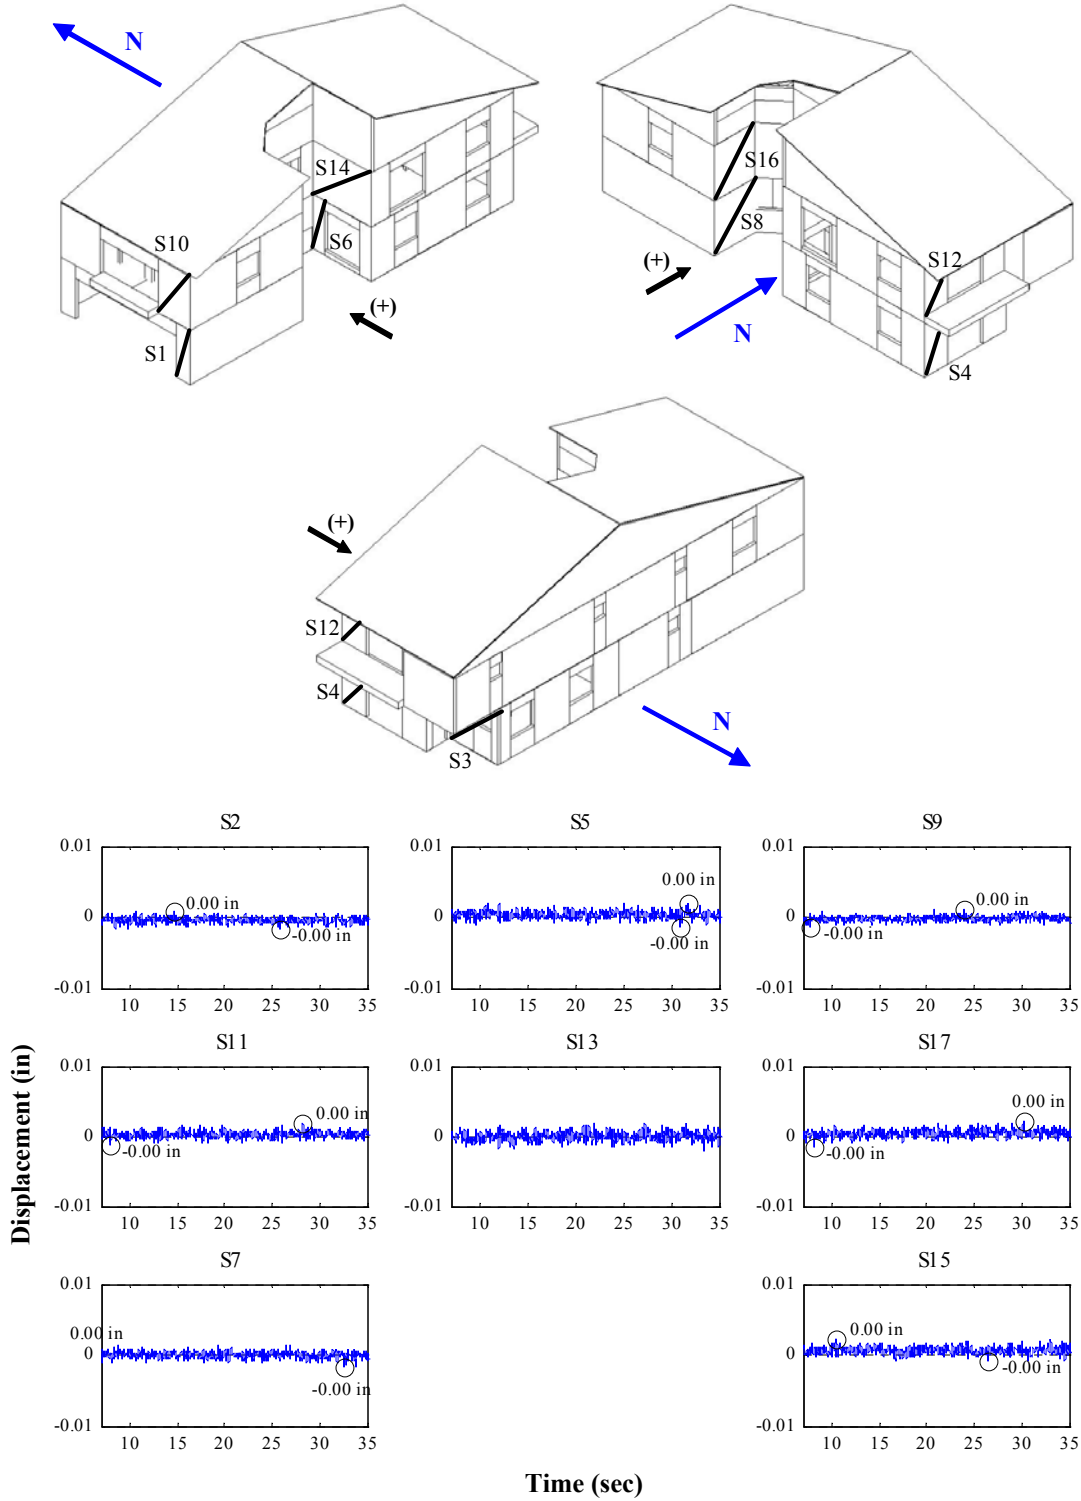 N
N
S14
S16
S6
S8
S10
S12
(+)
(+)
N
S1
S4
(+)
S12
S4
N
S3
S2
S5
S9
0.01
0.01
0.01
0.00 in
0.00 in
0.00 in
0
0
0
-0.00 in
-0.00 in
-0.00 in
-0.01
-0.01
-0.01
10 15 20 25 30 35
10 15 20 25 30 35
10 15 20 25 30 35
S11
S13
S17
0.01
0.01
0.01
0.00 in
0.00 in
0
0
0
-0.00 in
-0.00 in
-0.01
-0.01
-0.01
10 15 20 25 30 35
10 15 20 25 30 35
10 15 20 25 30 35
S7
S15
0.01
0.01
0.00 in
0.00 in
0
0
-0.00 in
-0.00 in
-0.01
-0.01
10 15 20 25 30 35
10 15 20 25 30 35
Displacement (in)
Time (sec)